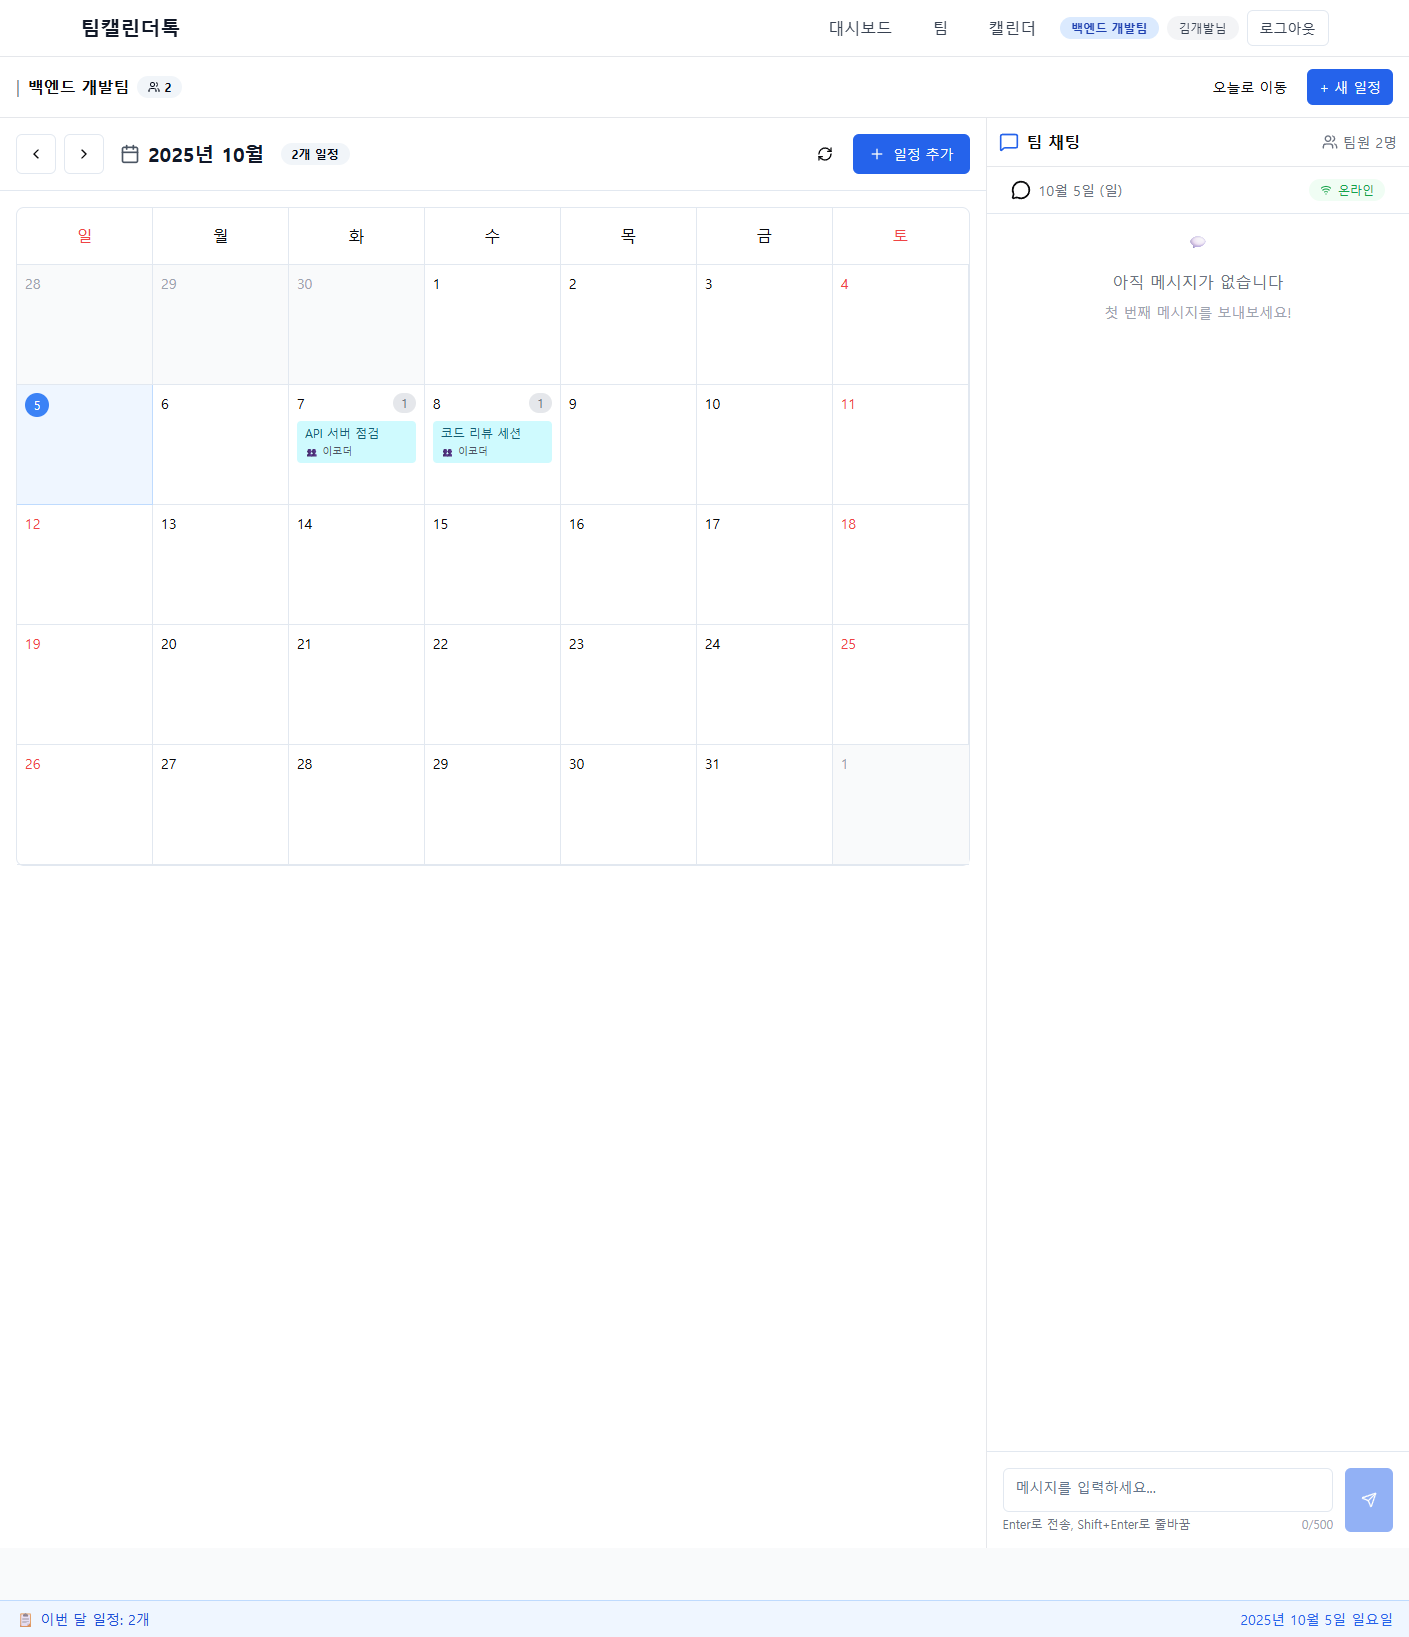 팀캘린더톡
대시보드 팀 캘린더 백엔드 개발팀 김개발님 로그아웃
백엔드 개발팀 2 오늘로 이동 + 새 일정
2025년 10월 2개 일정 + 일정 추가
팀 채팅 팀원 2명
10월 5일 (일) 온라인
아직 메시지가 없습니다
첫 번째 메시지를 보내보세요!
일 월 화 수 목 금 토
28 29 30 1 2 3 4
5 6 7 1 8 1 9 10 11
API 서버 점검 코드 리뷰 세션
이코더 이코더
12 13 14 15 16 17 18
19 20 21 22 23 24 25
26 27 28 29 30 31 1
메시지를 입력하세요...
Enter로 전송, Shift+Enter로 줄바꿈 0/500
이번 달 일정: 2개 2025년 10월 5일 일요일